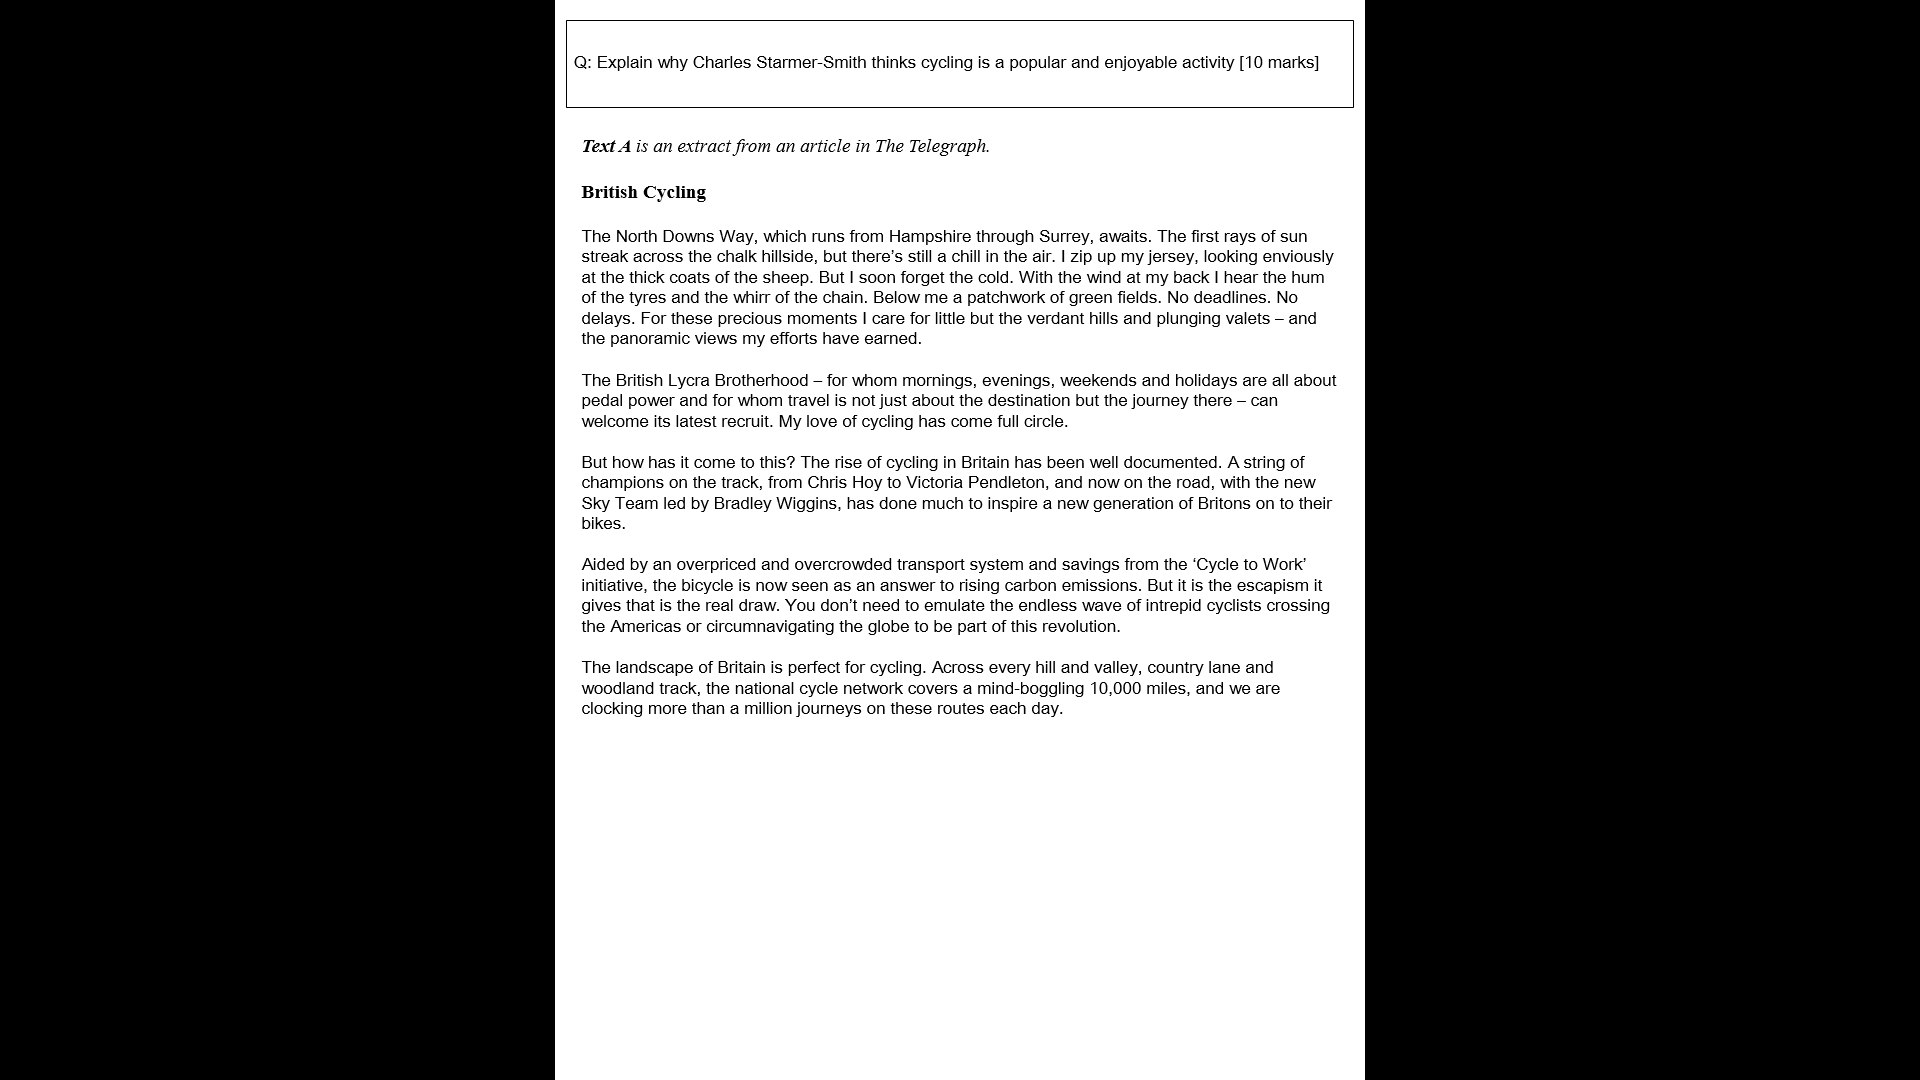 Q: Explain why Charles Starmer-Smith thinks cycling is a popular and enjoyable activity [10 marks]
Text A is an extract from an article in The Telegraph.
British Cycling
The North Downs Way, which runs from Hampshire through Surrey, awaits. The first rays of sun
streak across the chalk hillside, but there’s still a chill in the air. I zip up my jersey, looking enviously
at the thick coats of the sheep. But I soon forget the cold. With the wind at my back I hear the hum
of the tyres and the whirr of the chain. Below me a patchwork of green fields. No deadlines. No
delays. For these precious moments I care for little but the verdant hills and plunging valets – and
the panoramic views my efforts have earned.
The British Lycra Brotherhood – for whom mornings, evenings, weekends and holidays are all about
pedal power and for whom travel is not just about the destination but the journey there – can
welcome its latest recruit. My love of cycling has come full circle.
But how has it come to this? The rise of cycling in Britain has been well documented. A string of
champions on the track, from Chris Hoy to Victoria Pendleton, and now on the road, with the new
Sky Team led by Bradley Wiggins, has done much to inspire a new generation of Britons on to their
bikes.
Aided by an overpriced and overcrowded transport system and savings from the ‘Cycle to Work’
initiative, the bicycle is now seen as an answer to rising carbon emissions. But it is the escapism it
gives that is the real draw. You don’t need to emulate the endless wave of intrepid cyclists crossing
the Americas or circumnavigating the globe to be part of this revolution.
The landscape of Britain is perfect for cycling. Across every hill and valley, country lane and
woodland track, the national cycle network covers a mind-boggling 10,000 miles, and we are
clocking more than a million journeys on these routes each day.